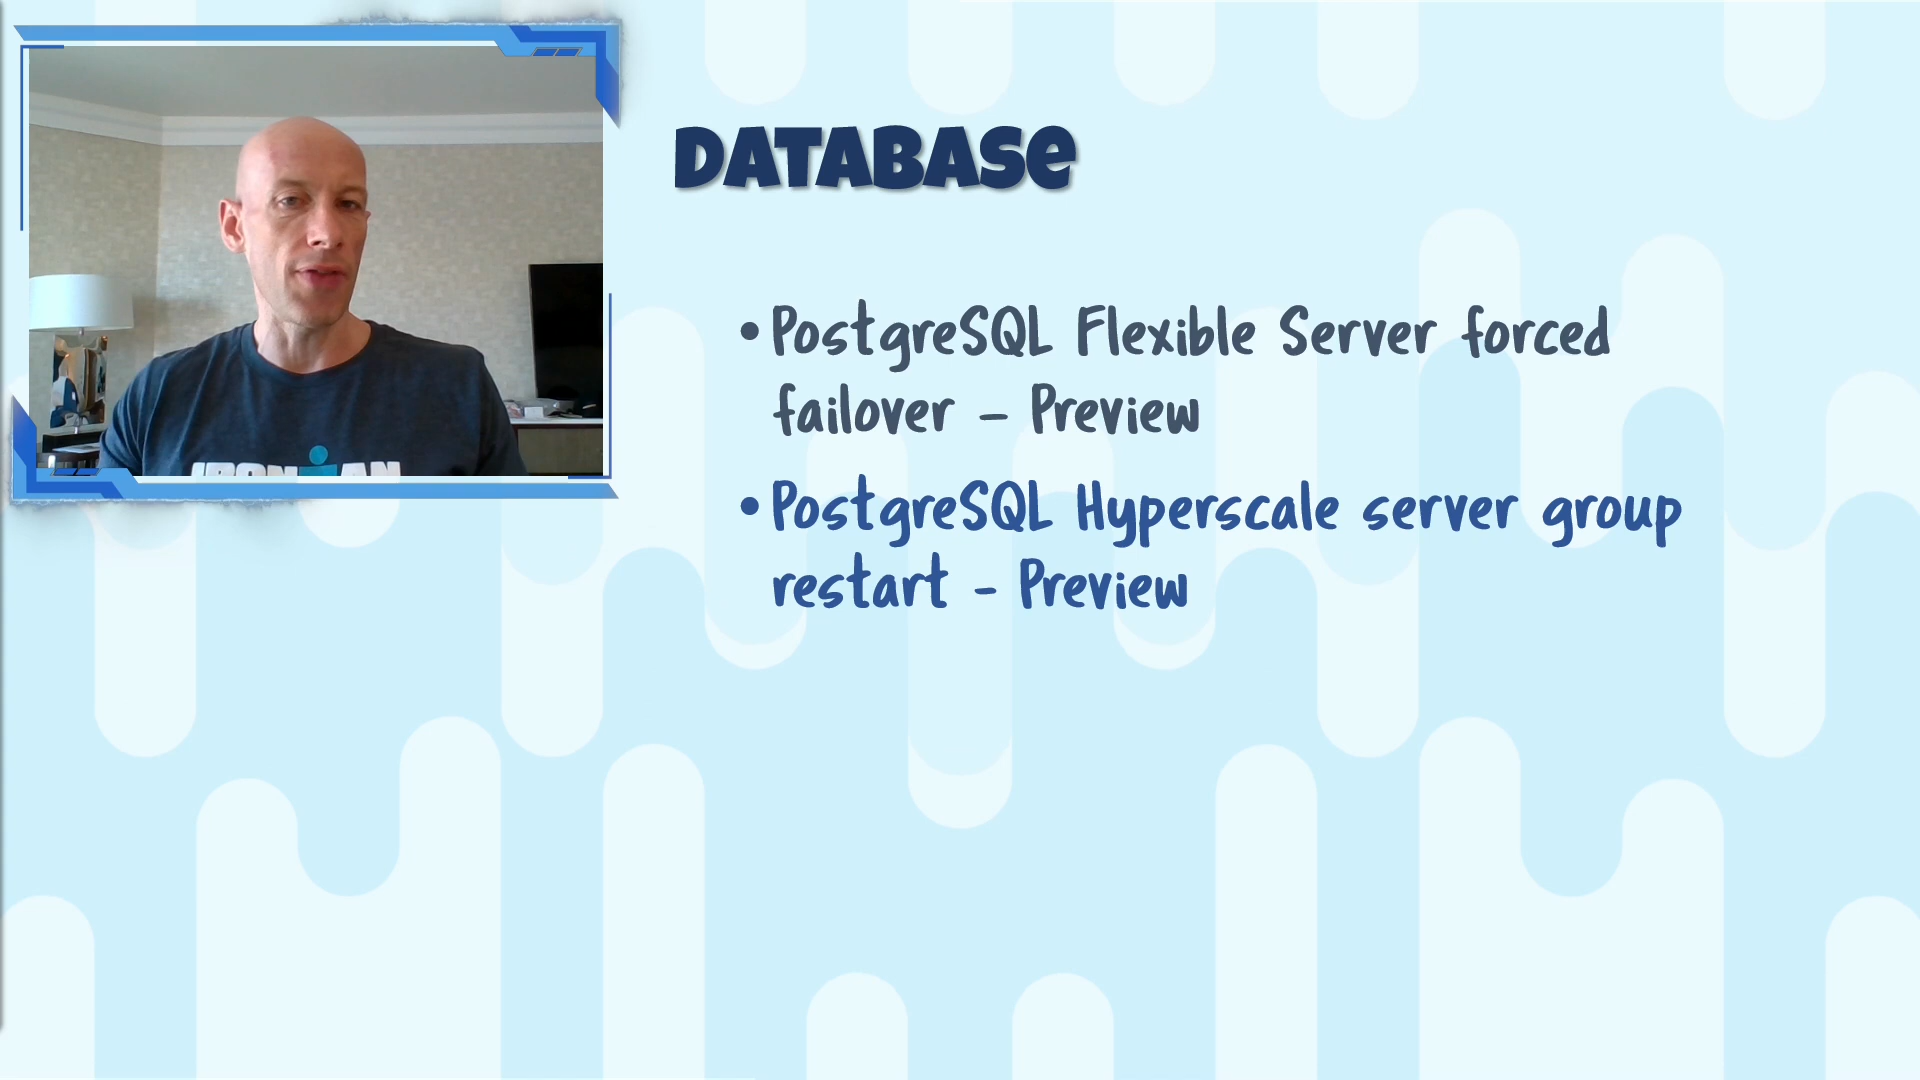 DATABASE
•PostgreSQL Flexible Server forced
failover – Preview
•PostgreSQL Hyperscale server group
restart – Preview